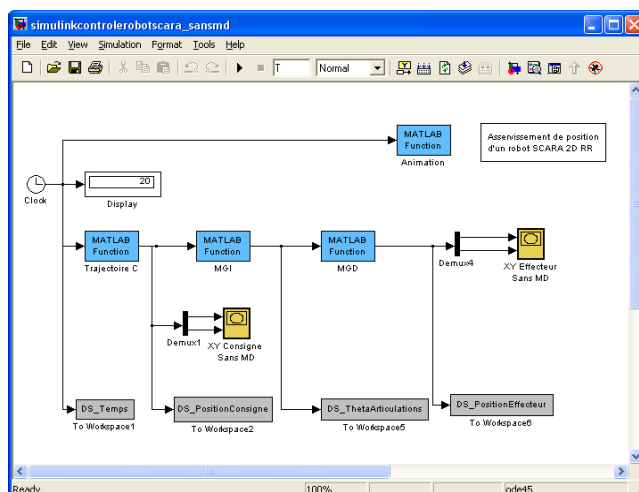 simulinkcontrolerobotscara_sansmd
File Edit View Simulation Format Tools Help
T Normal
MATLAB Function
Animation
Asservissement de position
d'un robot SCARA 2D RR
20
Clock
Display
MATLAB Function
Trajectoire C
MATLAB Function
MGI
MATLAB Function
MGD
Demux4
XY Effecteur
Sans MD
Demux1
XY Consigne
Sans MD
DS_Temps
To Workspace1
DS_PositionConsigne
To Workspace2
DS_ThetaArticulations
To Workspace5
DS_PositionEffecteur
To Workspace6
Ready 100% ode45